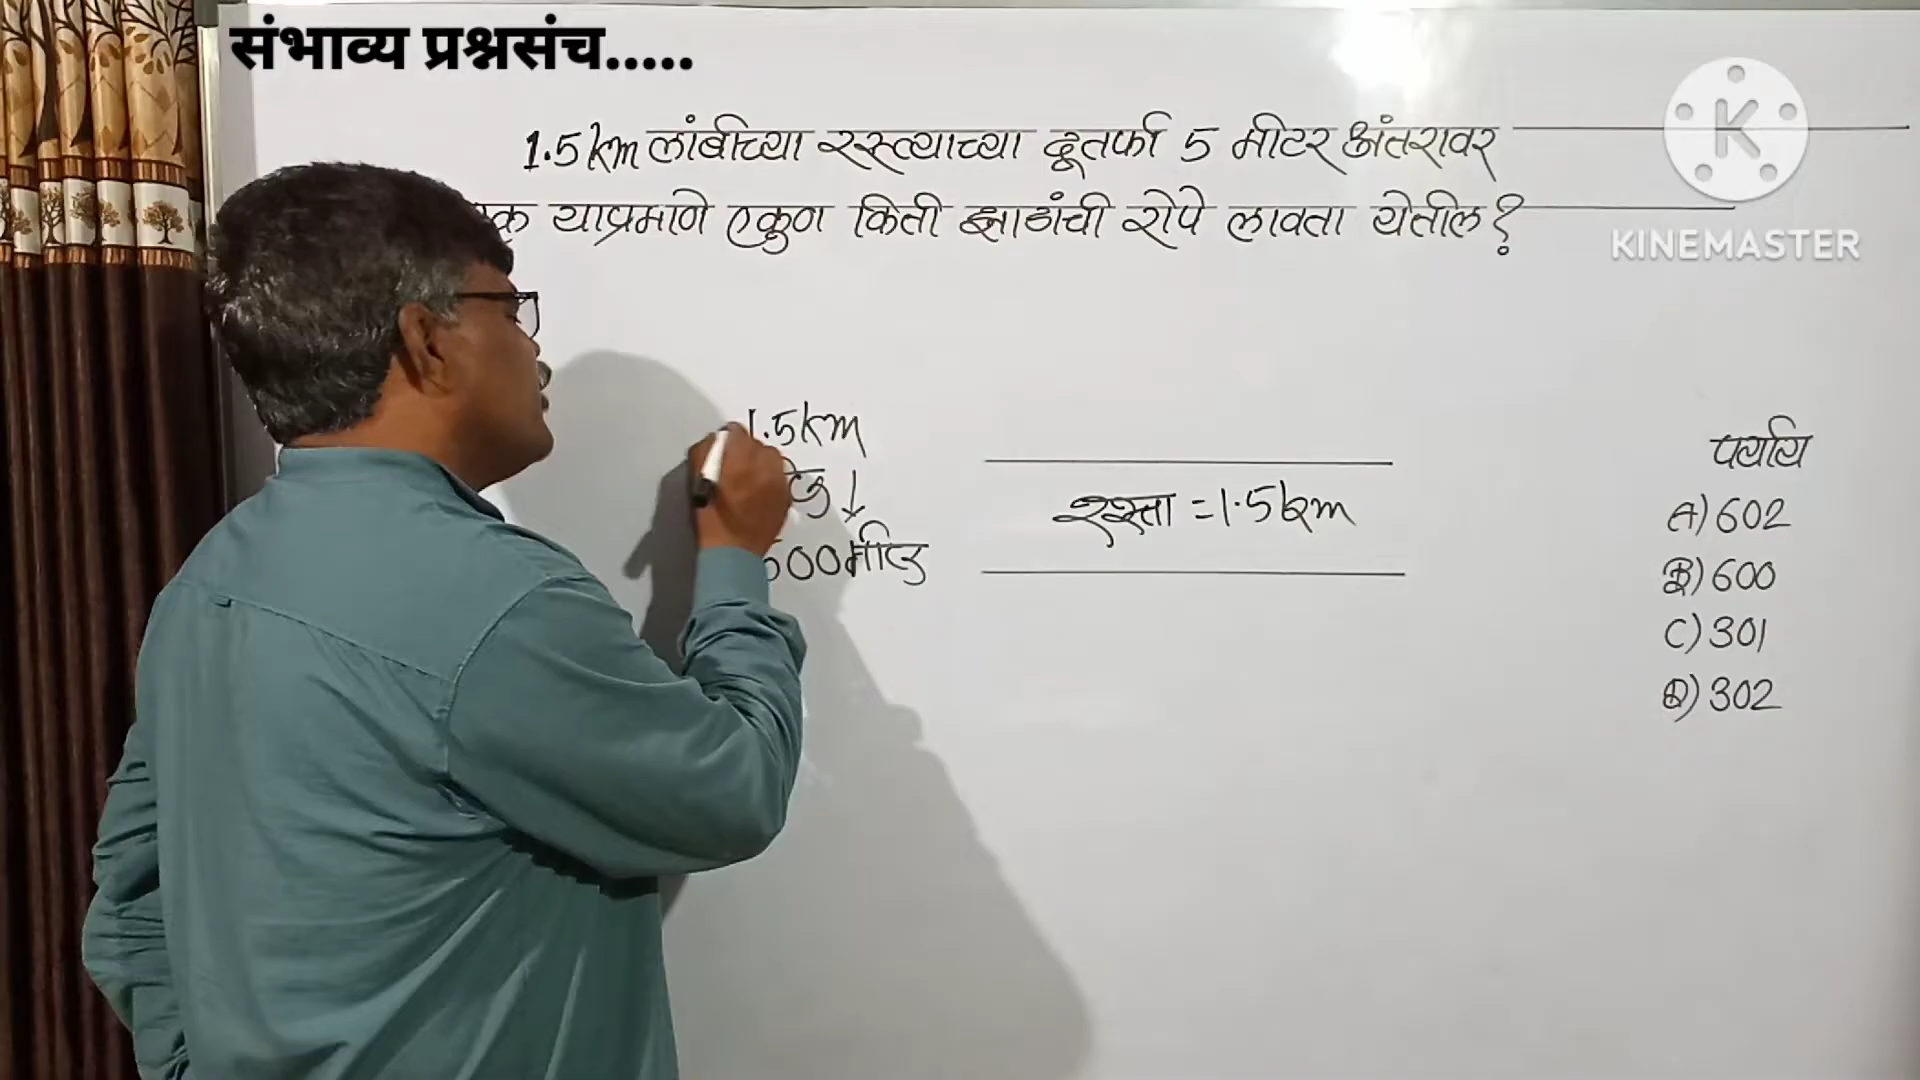 संभाव्य प्रश्नसंच.....
1.5 km लांबीच्या रस्त्याच्या दूतर्फा 5 मीटर अंतरावर
याप्रमाणे एकुण किती झाडांची रोपे लावता येतील?
KINEMASTER
1.5km
500मीटर
रस्ता = 1.5km
पर्याय
A) 602
B) 600
C) 301
D) 302